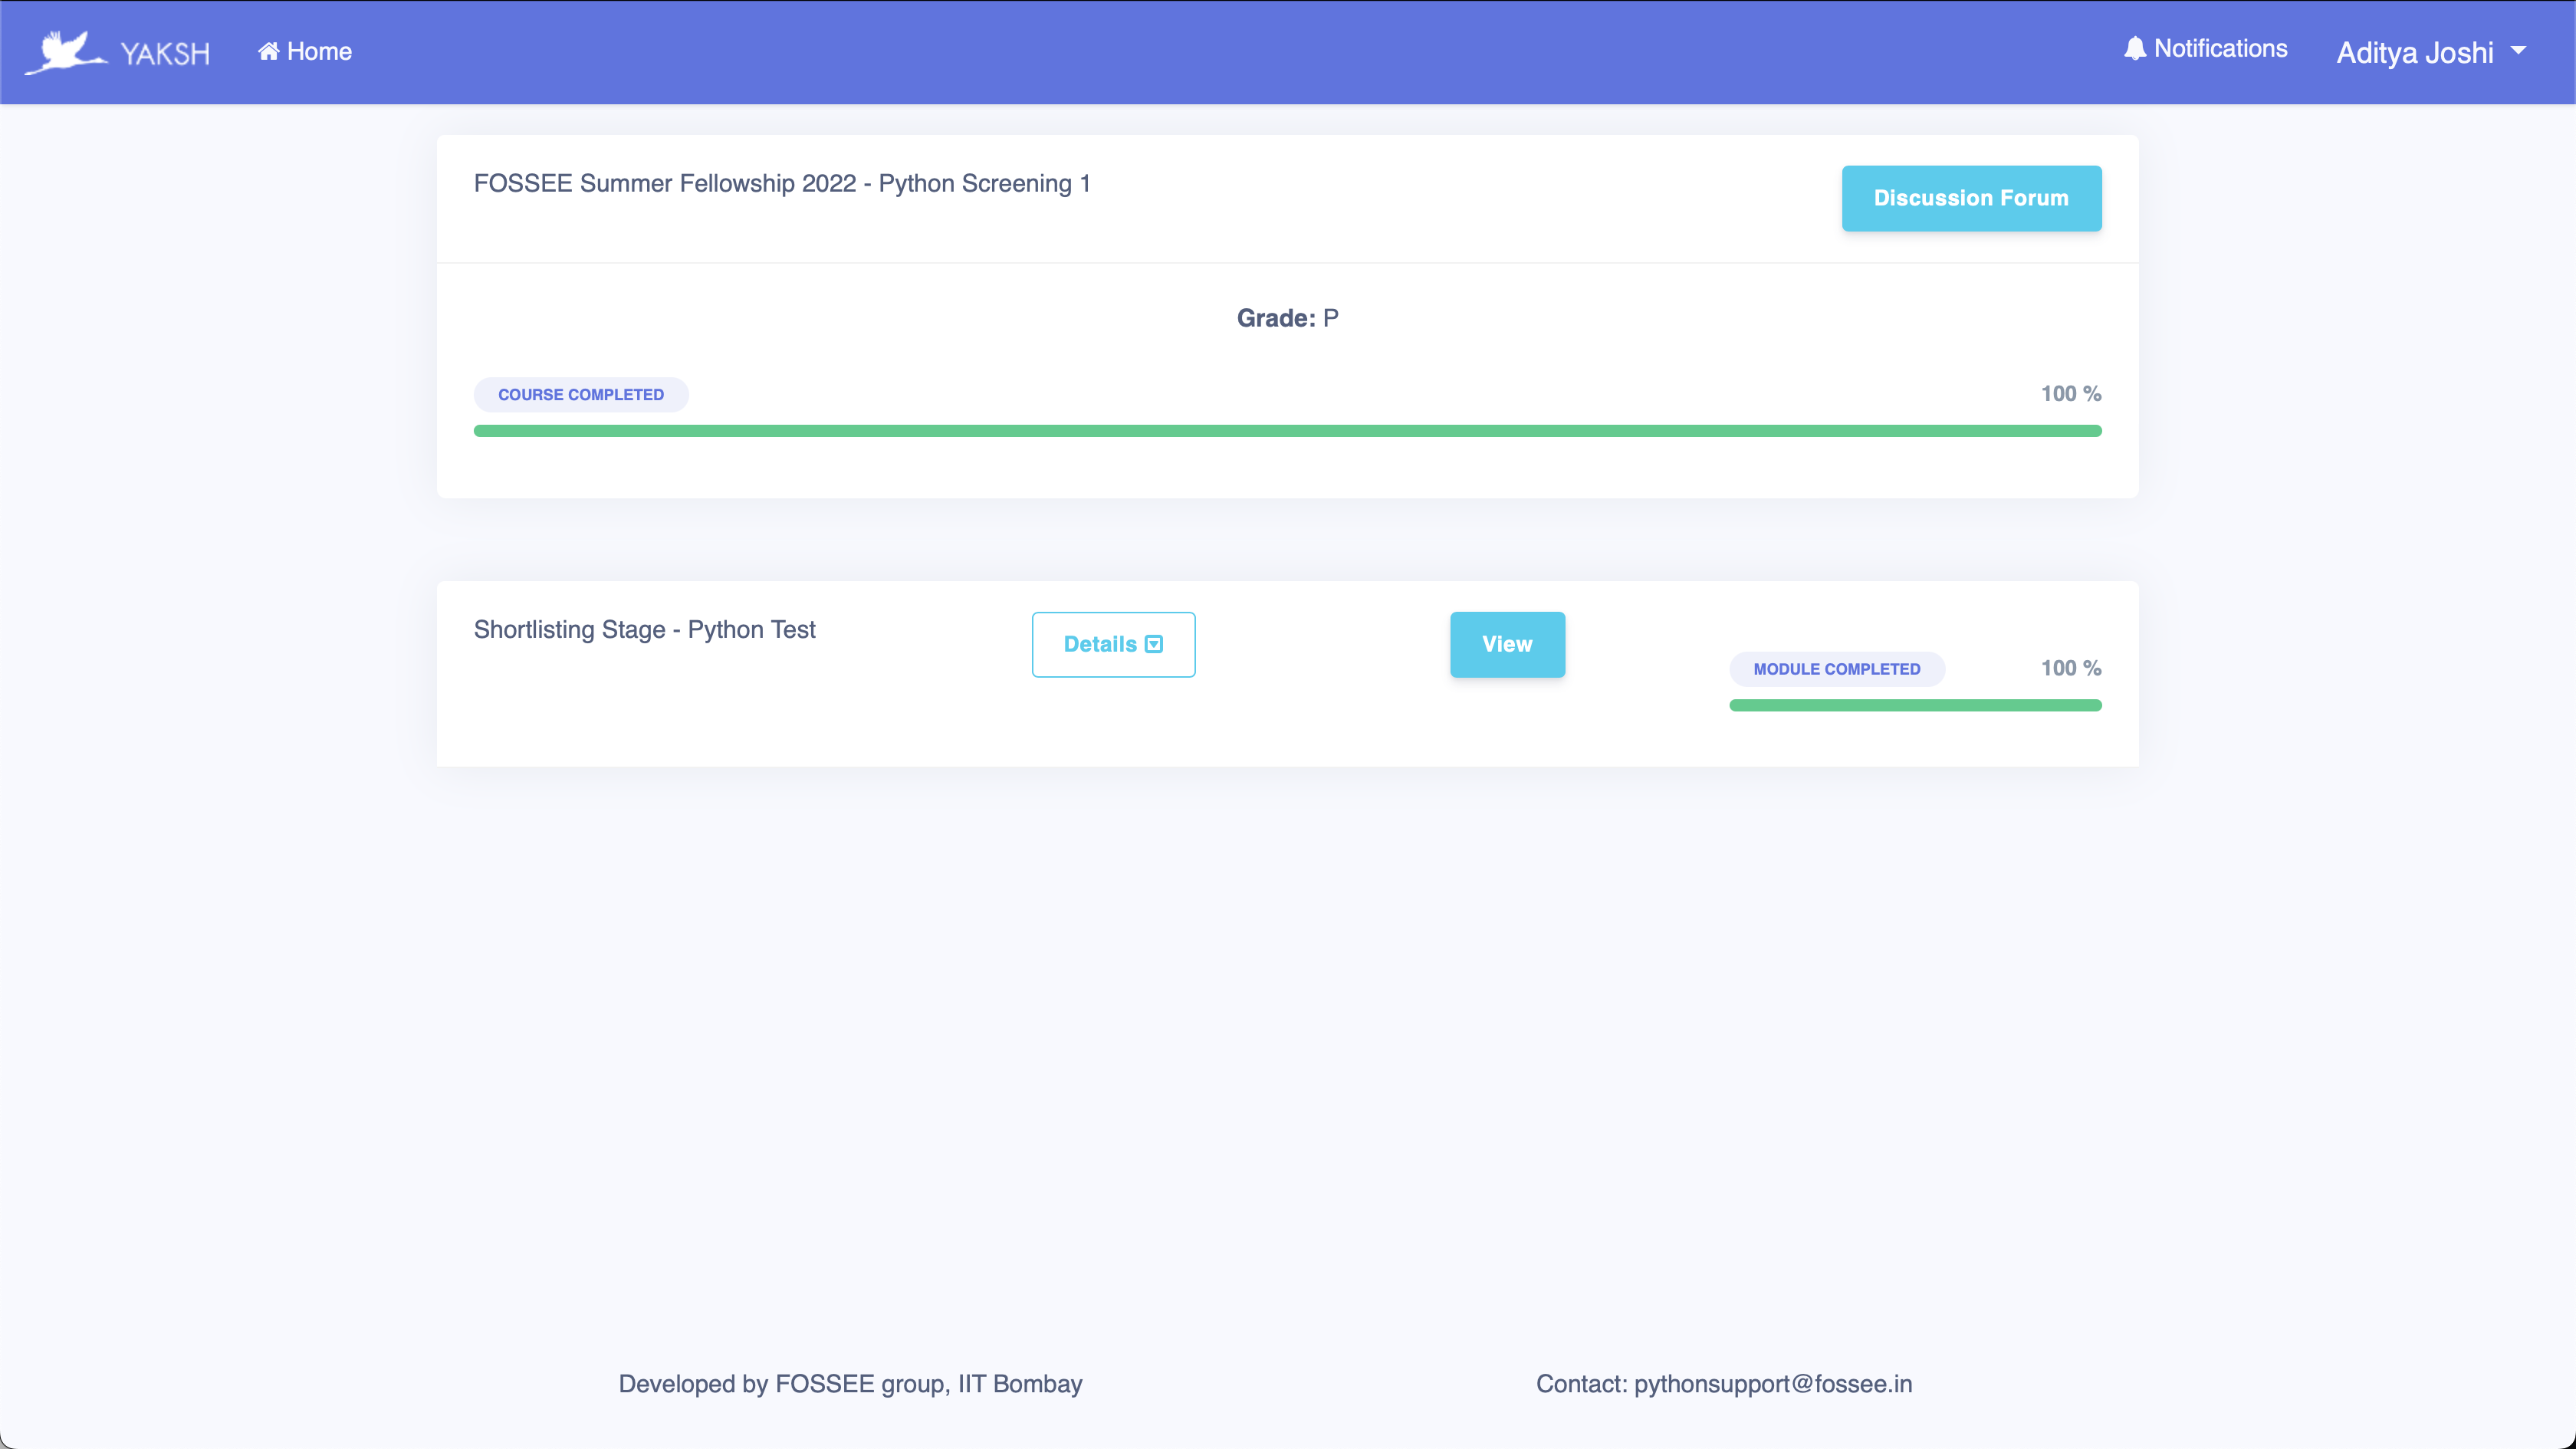 YAKSH
Home
Notifications
Aditya Joshi
FOSSEE Summer Fellowship 2022 - Python Screening 1
Discussion Forum
Grade: P
COURSE COMPLETED
100 %
Shortlisting Stage - Python Test
Details
View
MODULE COMPLETED
100 %
Developed by FOSSEE group, IIT Bombay
Contact: pythonsupport@fossee.in